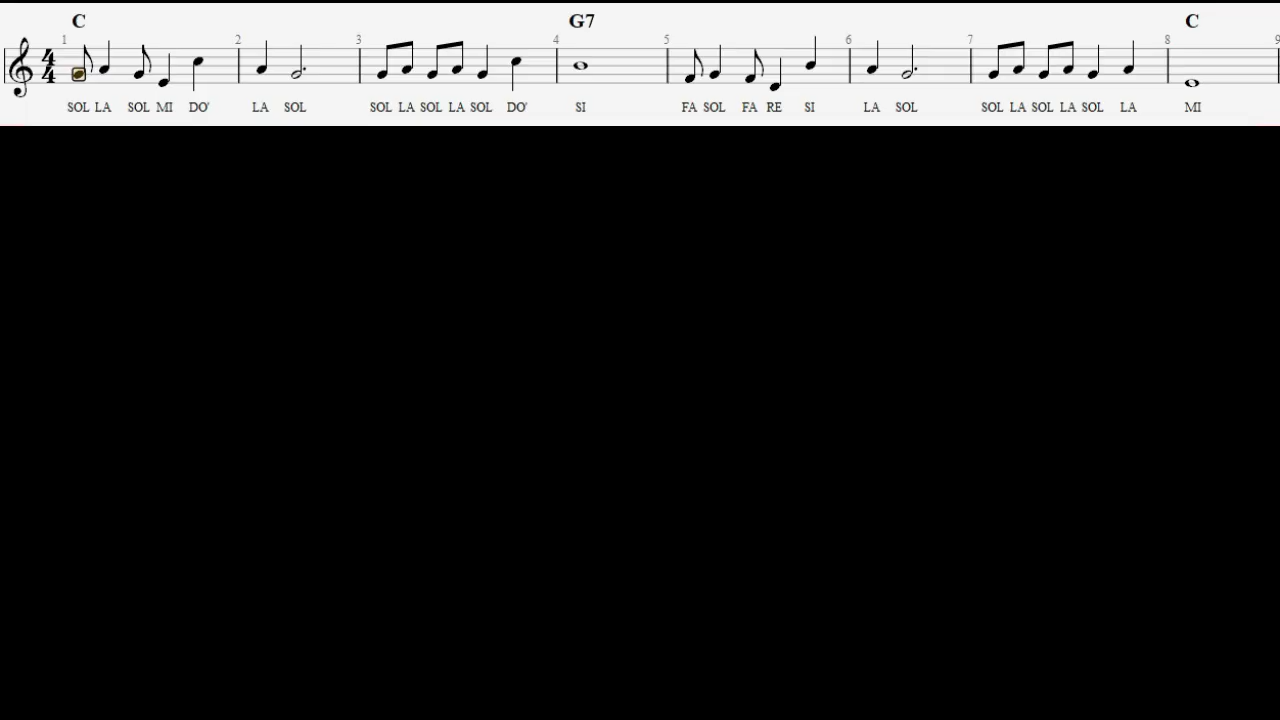 C G7 C
1 2 3 4 5 6 7 8 9
4
4
SOL LA SOL MI DO' LA SOL SOL LA SOL LA SOL DO' SI FA SOL FA RE SI LA SOL SOL LA SOL LA SOL LA MI